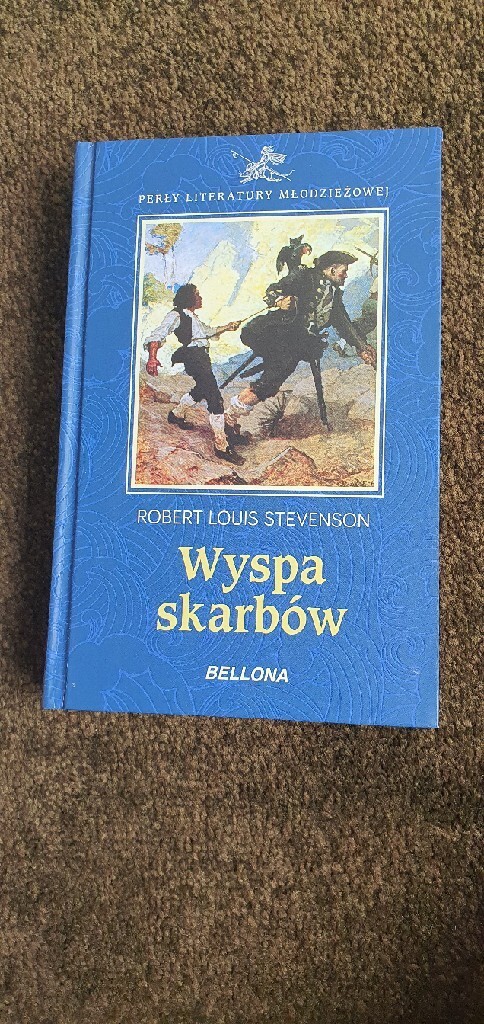 PERŁY LITERATURY MŁODZIEŻOWEJ
ROBERT LOUIS STEVENSON
Wyspa
skarbów
BELLONA